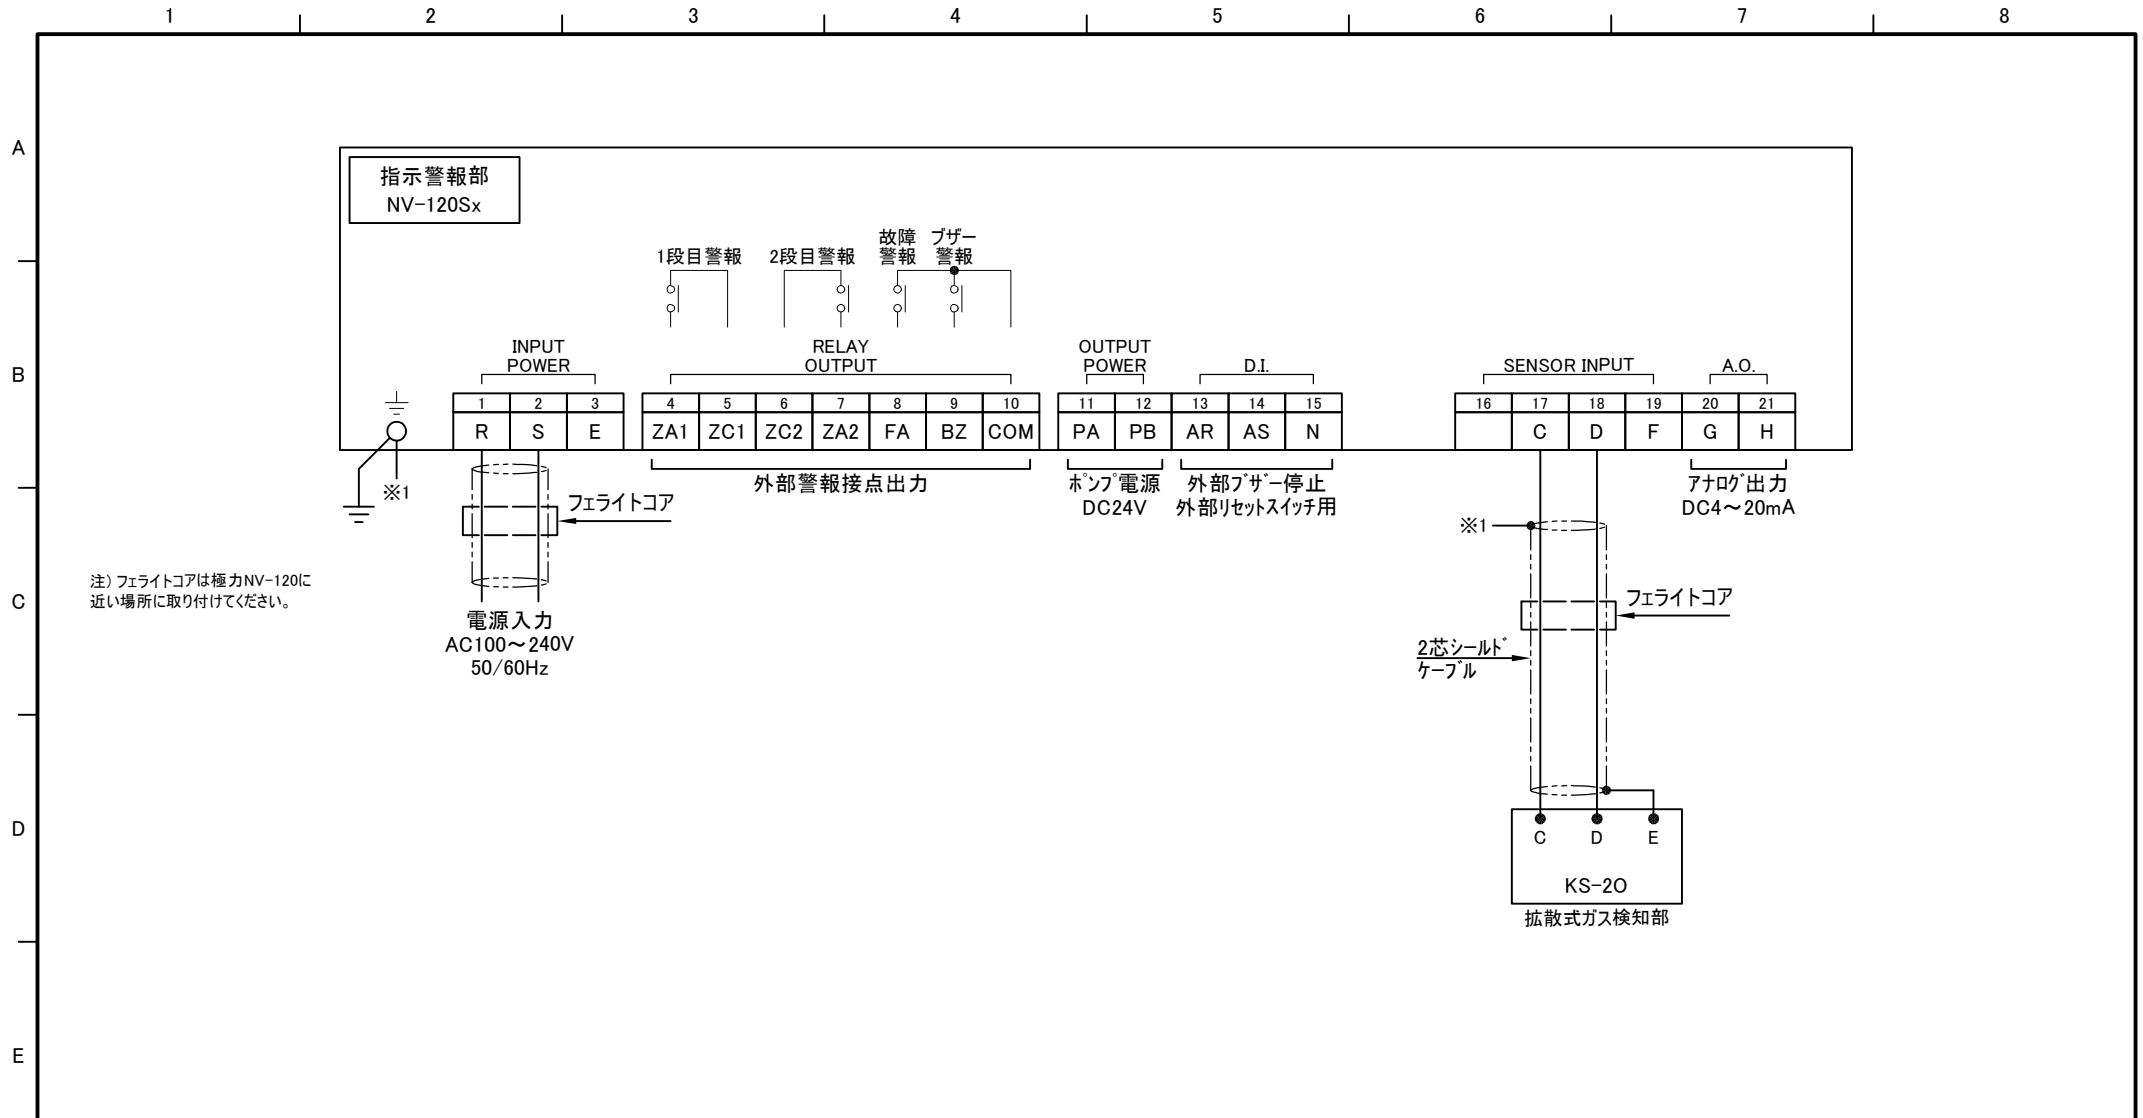 1 2 3 4 5 6 7 8
A
指示警報部
NV-120Sx
故障 ブザー
1段目警報 2段目警報 警報 警報
B
INPUT
POWER
RELAY
OUTPUT
OUTPUT
POWER
D.I.
SENSOR INPUT
A.O.
1 2 3 4 5 6 7 8 9 10 11 12 13 14 15 16 17 18 19 20 21
R S E ZA1 ZC1 ZC2 ZA2 FA BZ COM PA PB AR AS N C D F G H
※1
外部警報接点出力
ポンプ電源
DC24V
外部ブザー停止
外部リセットスイッチ用
アナログ出力
DC4～20mA
フェライトコア
※1
C
注) フェライトコアは極力NV-120に
近い場所に取り付けてください。
電源入力
AC100～240V
50/60Hz
フェライトコア
2芯シールド
ケーブル
D
C D E
KS-2O
拡散式ガス検知部
E